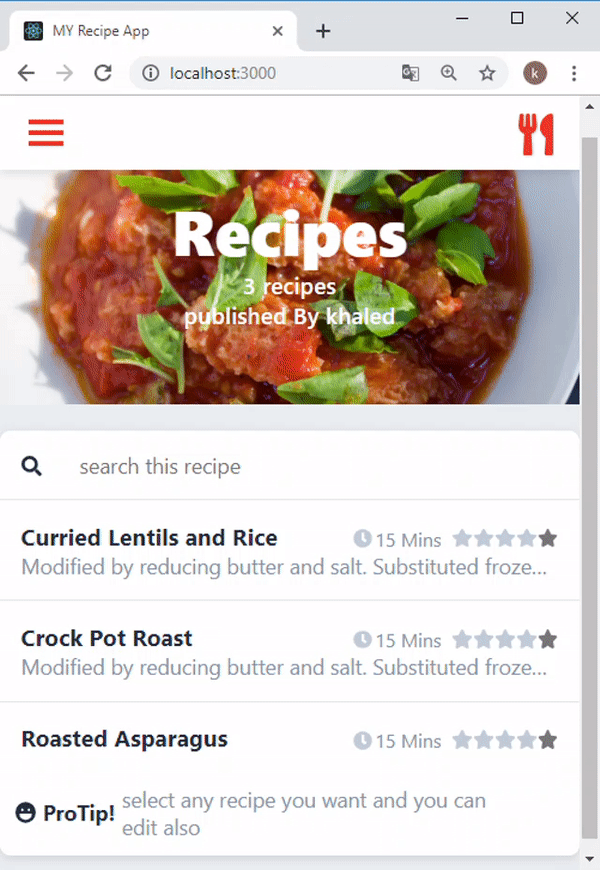 MY Recipe App
localhost:3000
k
Recipes
3 recipes
published By khaled
search this recipe
Curried Lentils and Rice 15 Mins
Modified by reducing butter and salt. Substituted froze...
Crock Pot Roast 15 Mins
Modified by reducing butter and salt. Substituted froze...
Roasted Asparagus 15 Mins
ProTip! select any recipe you want and you can
edit also